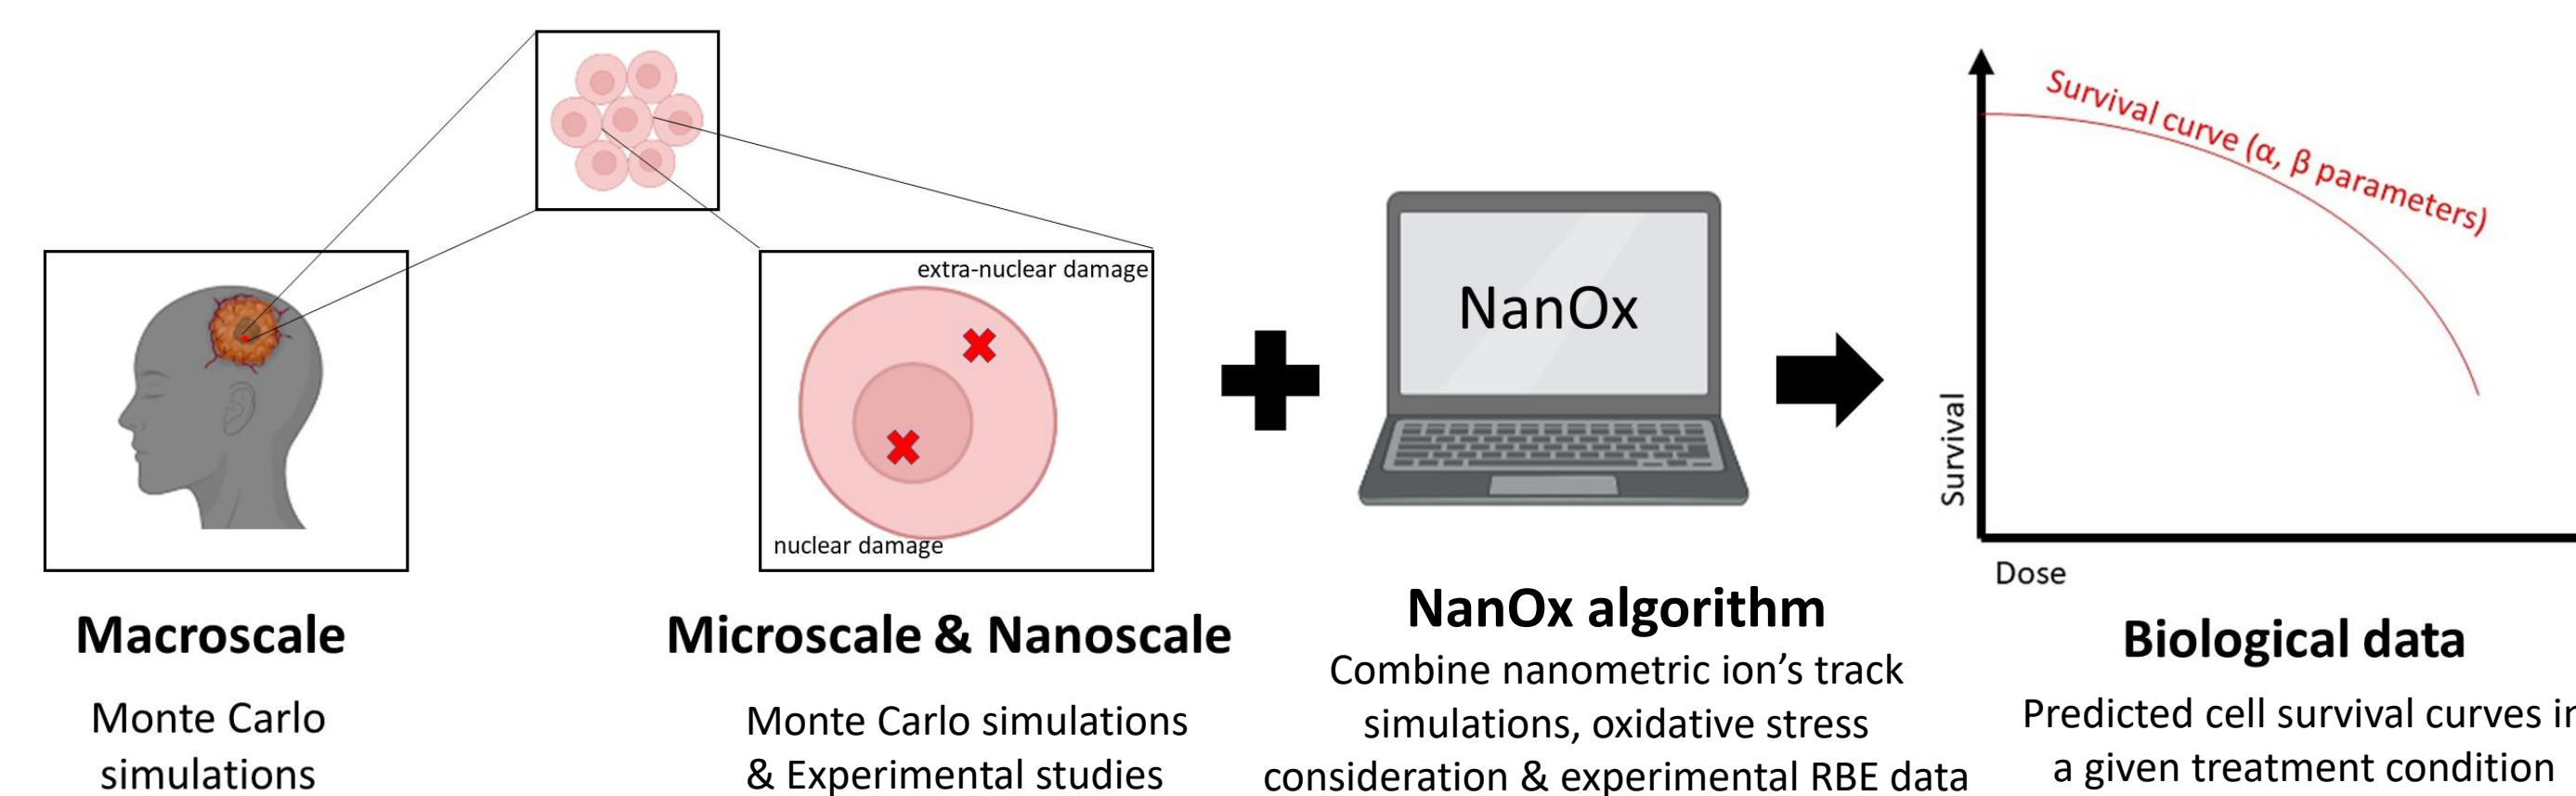 extra-nuclear damage
nuclear damage
NanOx
Survival curve (α, β parameters)
Survival
Dose
Macroscale
Monte Carlo
simulations
Microscale & Nanoscale
Monte Carlo simulations
& Experimental studies
NanOx algorithm
Combine nanometric ion’s track
simulations, oxidative stress
consideration & experimental RBE data
Biological data
Predicted cell survival curves in
a given treatment condition